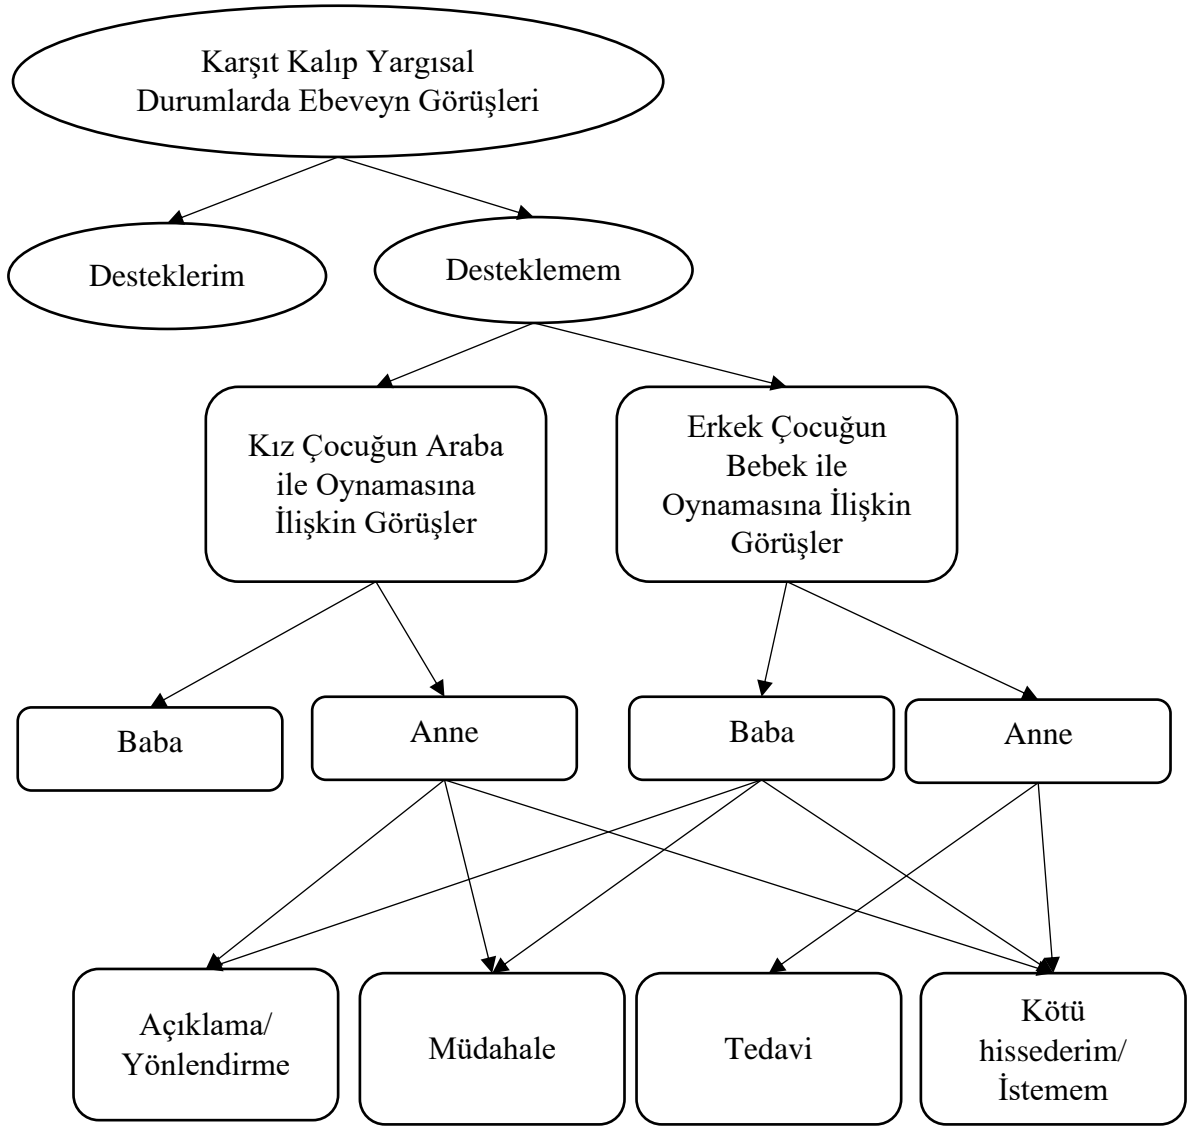 Karşıt Kalıp Yargısal
Durumlarda Ebeveyn Görüşleri
Desteklerim
Desteklemem
Kız Çocuğun Araba
ile Oynamasına
İlişkin Görüşler
Erkek Çocuğun
Bebek ile
Oynamasına İlişkin
Görüşler
Baba
Anne
Baba
Anne
Açıklama/
Yönlendirme
Müdahale
Tedavi
Kötü
hissederim/
İstemem